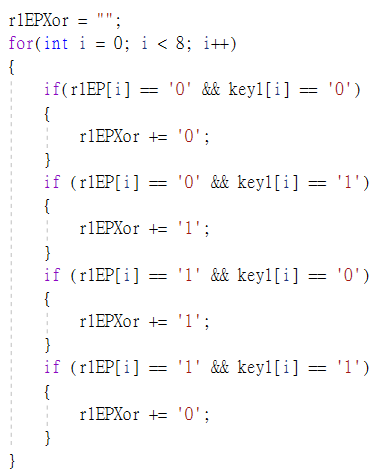 r1EPXor = "";
for(int i = 0; i < 8; i++)
{
    if(r1EP[i] == '0' && key1[i] == '0')
    {
        r1EPXor += '0';
    }
    if (r1EP[i] == '0' && key1[i] == '1')
    {
        r1EPXor += '1';
    }
    if (r1EP[i] == '1' && key1[i] == '0')
    {
        r1EPXor += '1';
    }
    if (r1EP[i] == '1' && key1[i] == '1')
    {
        r1EPXor += '0';
    }
}